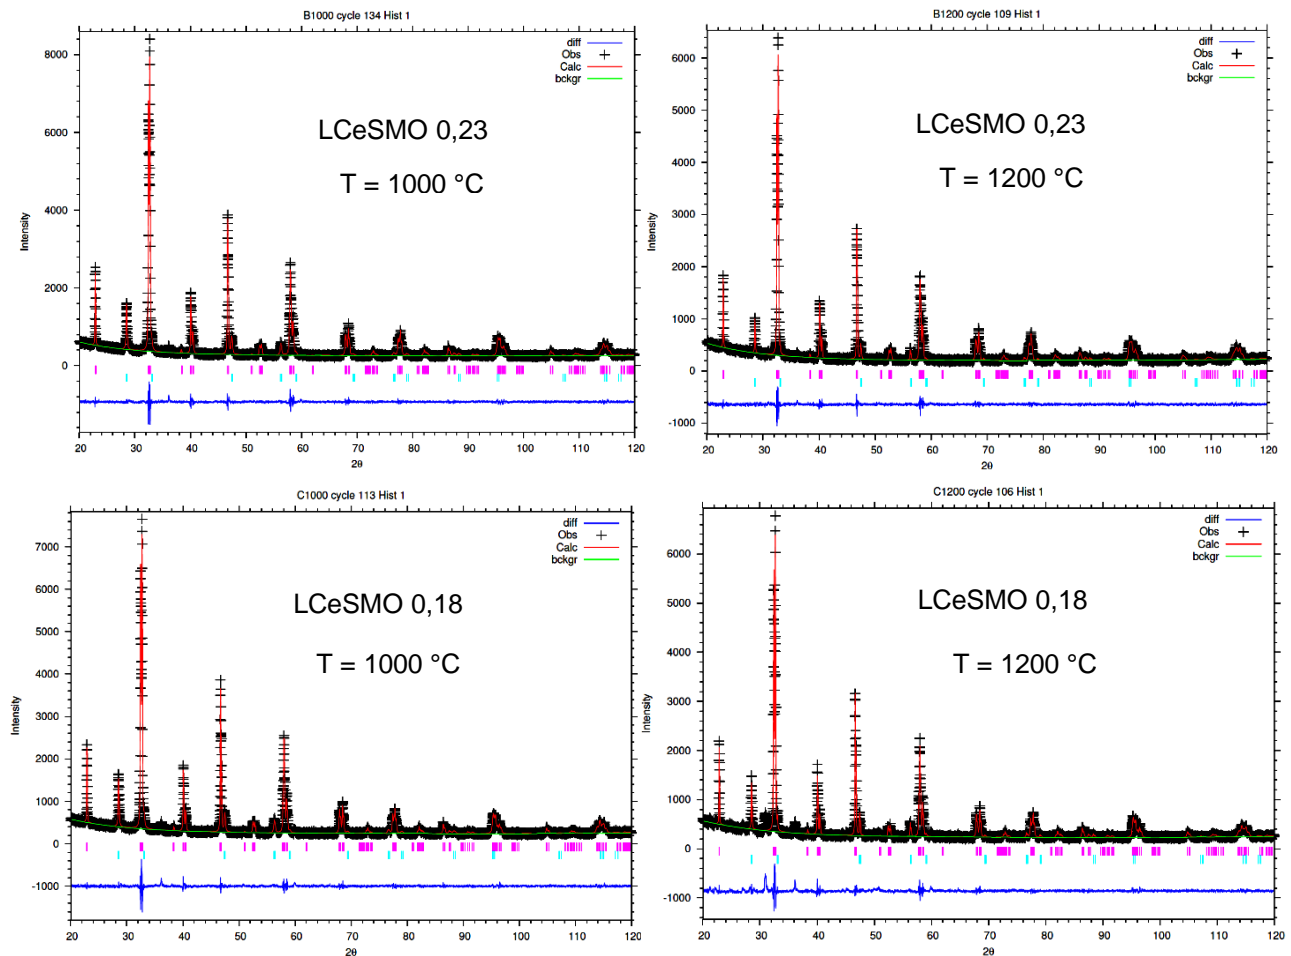 B1000 cycle 134 Hist 1
diff
Obs
Calc
bckgr
8000
6000
4000
2000
0
Intensity
LCeSMO 0,23
T = 1000 °C
20 30 40 50 60 70 80 90 100 110 120
2θ
B1200 cycle 109 Hist 1
diff
Obs
Calc
bckgr
6000
5000
4000
3000
2000
1000
0
-1000
Intensity
LCeSMO 0,23
T = 1200 °C
20 30 40 50 60 70 80 90 100 110 120
2θ
C1000 cycle 113 Hist 1
diff
Obs
Calc
bckgr
7000
6000
5000
4000
3000
2000
1000
0
-1000
Intensity
LCeSMO 0,18
T = 1000 °C
20 30 40 50 60 70 80 90 100 110 120
2θ
C1200 cycle 106 Hist 1
diff
Obs
Calc
bckgr
6000
5000
4000
3000
2000
1000
0
-1000
Intensity
LCeSMO 0,18
T = 1200 °C
20 30 40 50 60 70 80 90 100 110 120
2θ